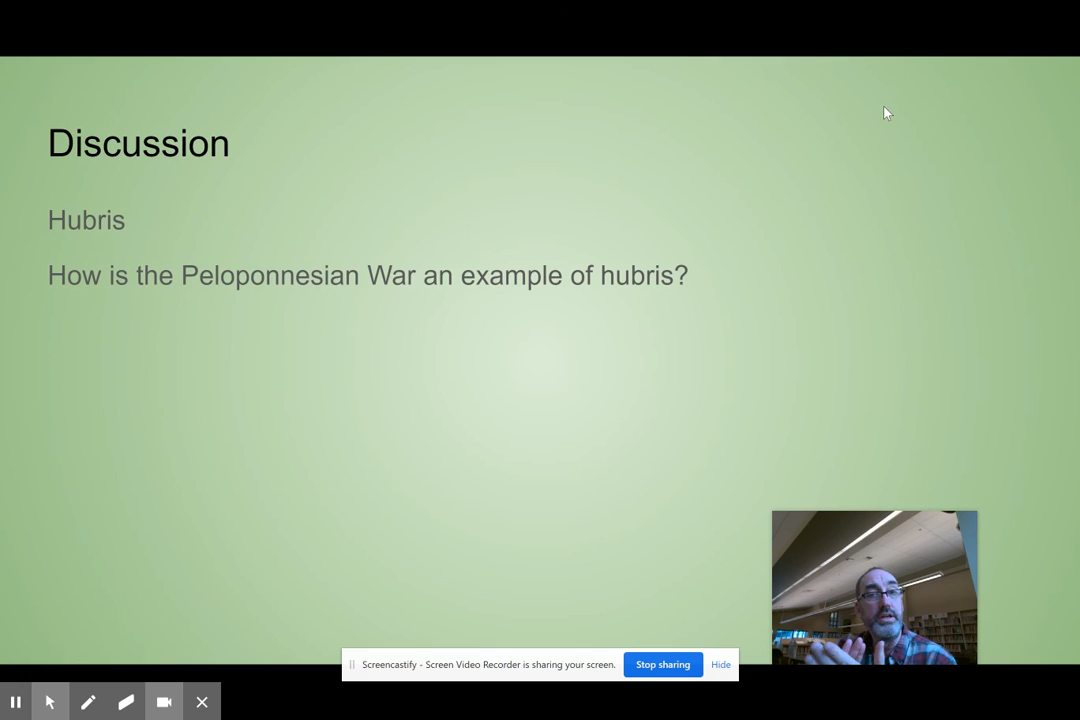 Discussion
Hubris
How is the Peloponnesian War an example of hubris?
Screencastify - Screen Video Recorder is sharing your screen. Stop sharing Hide